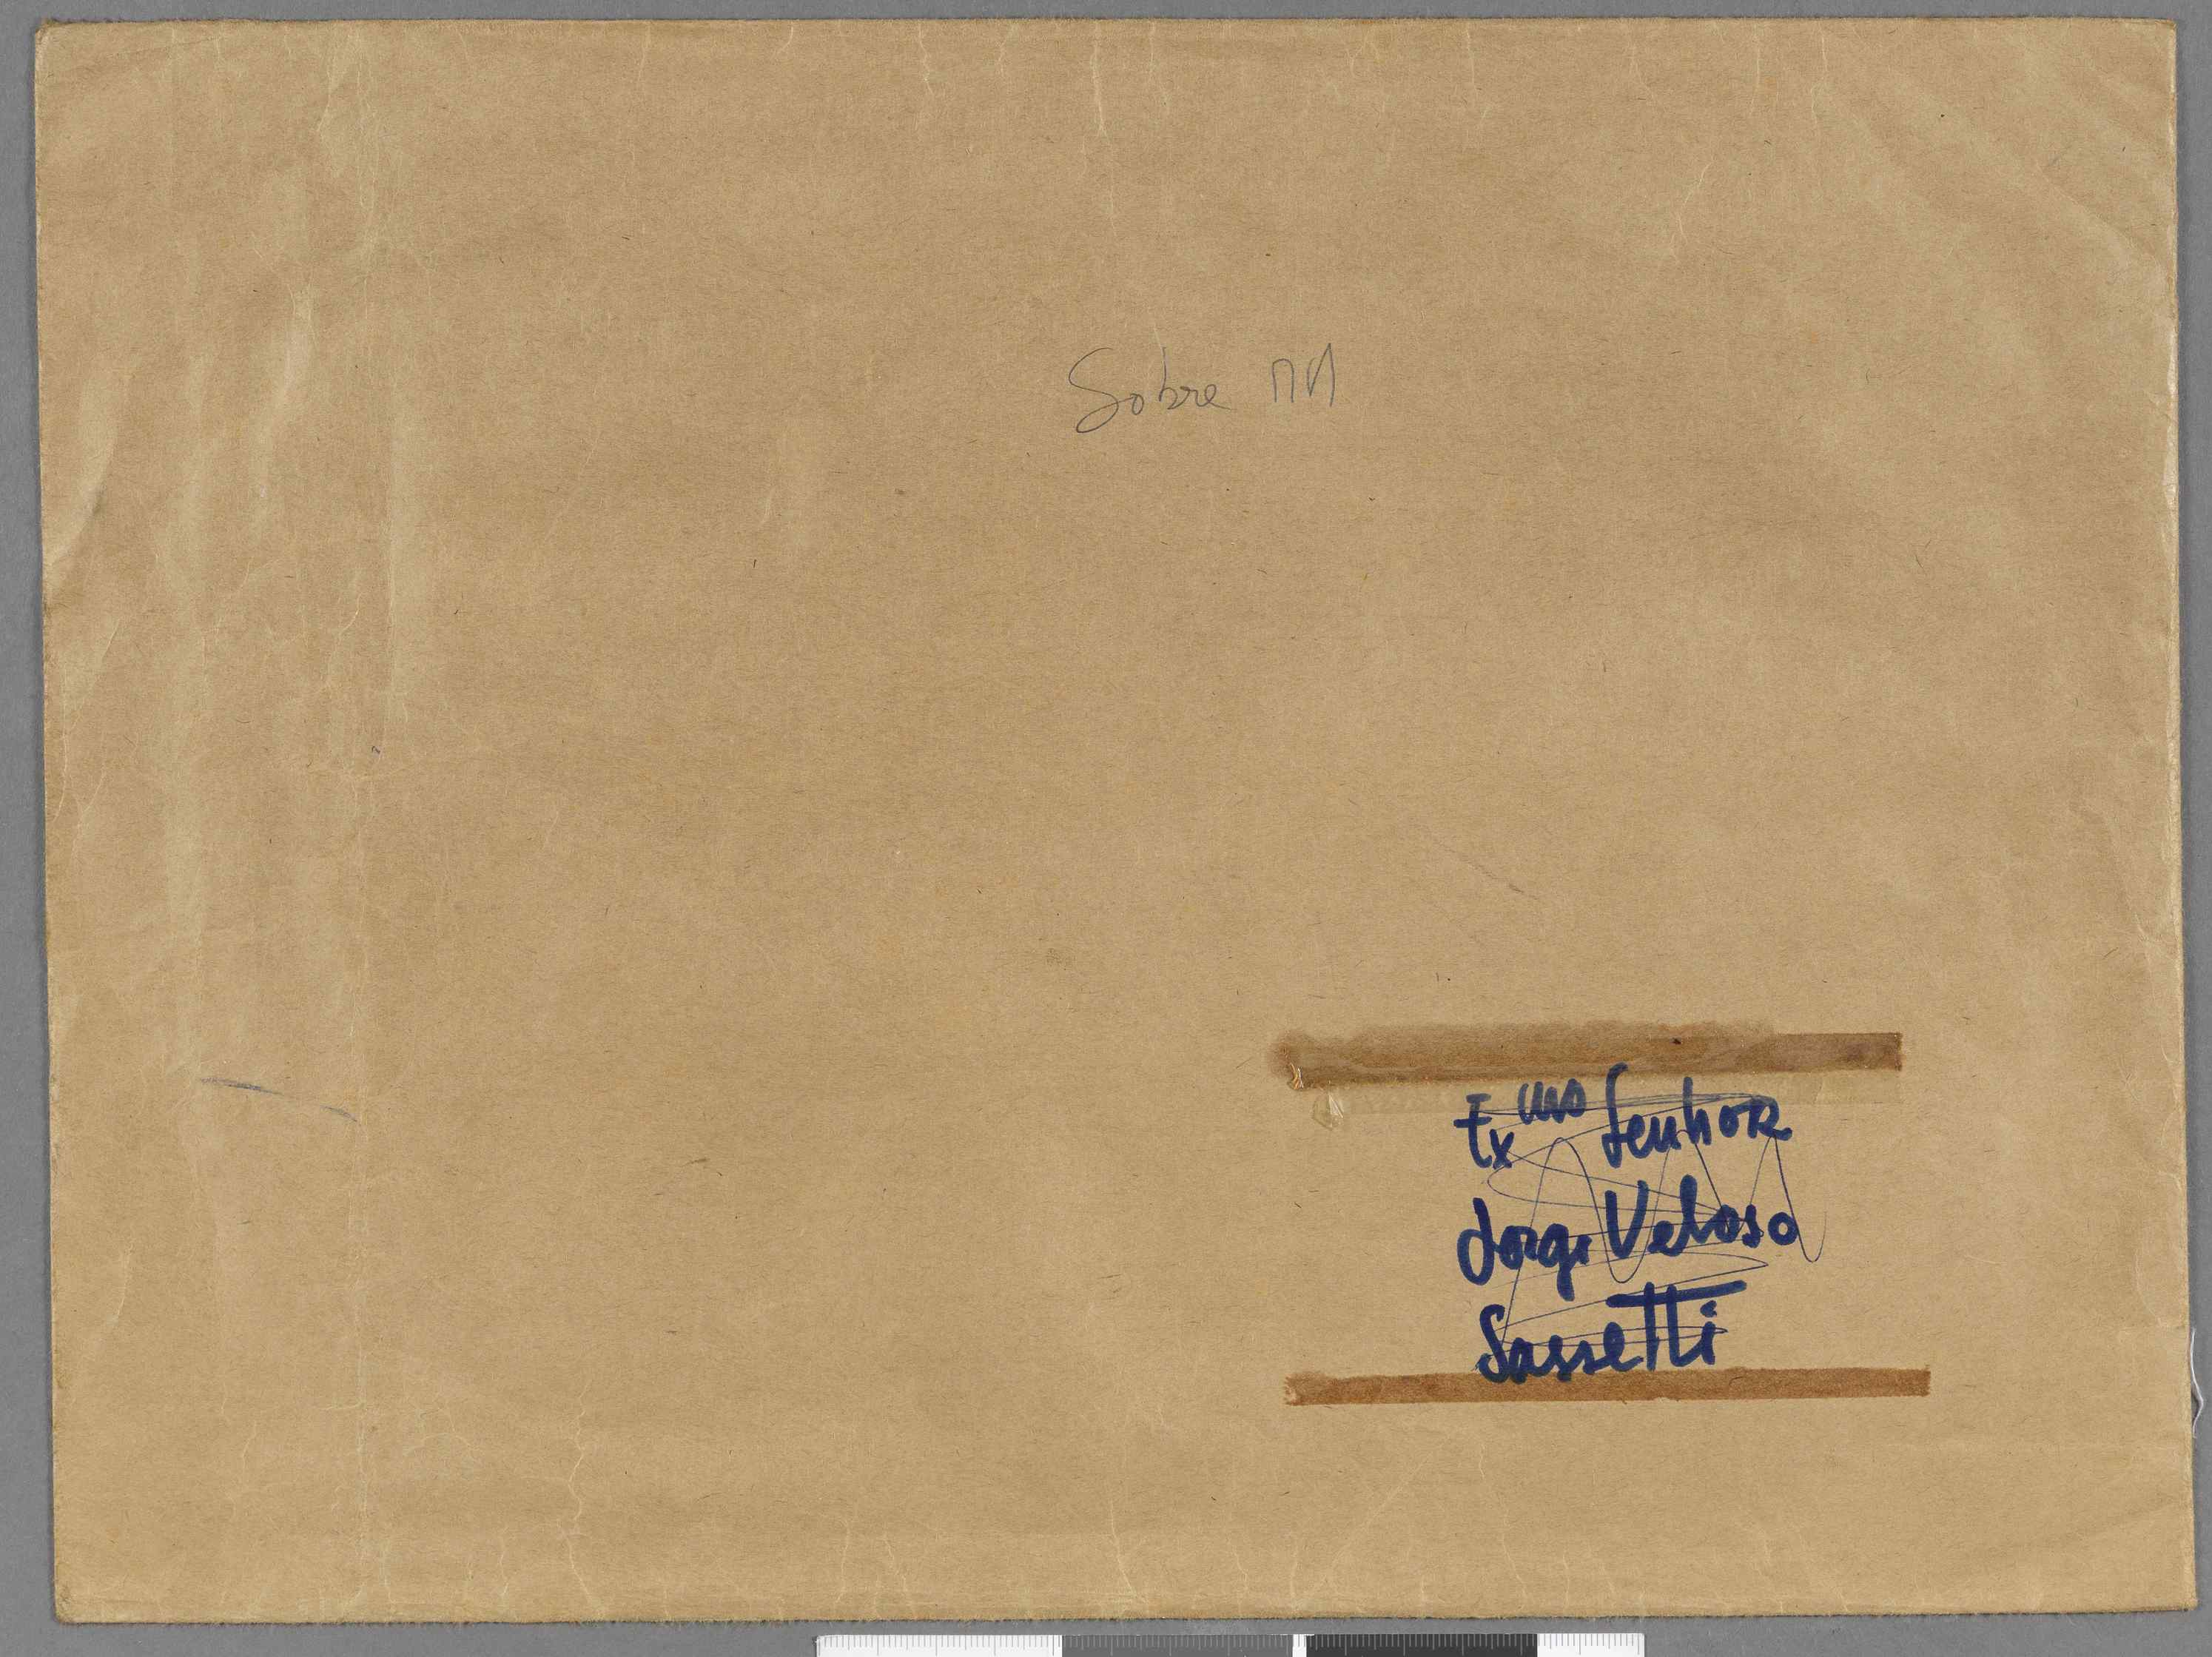 Sobre
Ex.mo Senhor
Jorge Veloso
Sassetti